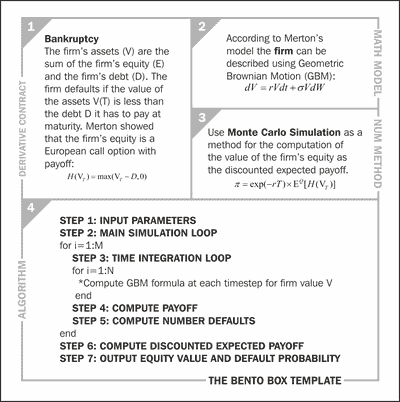 1
DERIVATIVE CONTRACT
Bankruptcy
The firm's assets (V) are the
sum of the firm's equity (E)
and the firm's debt (D). The
firm defaults if the value of
the assets V(T) is less than
the debt D it has to pay at
maturity. Merton showed
that the firm's equity is a
European call option with
payoff:
H(V_T) = max(V_T − D,0)
2
MATH MODEL
According to Merton's
model the firm can be
described using Geometric
Brownian Motion (GBM):
dV = rVdt + σVdW
3
NUM METHOD
Use Monte Carlo Simulation as a
method for the computation of
the value of the firm's equity as
the discounted expected payoff.
π = exp(−rT) × E^Q[H(V_T)]
4
ALGORITHM
STEP 1: INPUT PARAMETERS
STEP 2: MAIN SIMULATION LOOP
for i=1:M
STEP 3: TIME INTEGRATION LOOP
for i=1:N
*Compute GBM formula at each timestep for firm value V
end
STEP 4: COMPUTE PAYOFF
STEP 5: COMPUTE NUMBER DEFAULTS
end
STEP 6: COMPUTE DISCOUNTED EXPECTED PAYOFF
STEP 7: OUTPUT EQUITY VALUE AND DEFAULT PROBABILITY
THE BENTO BOX TEMPLATE